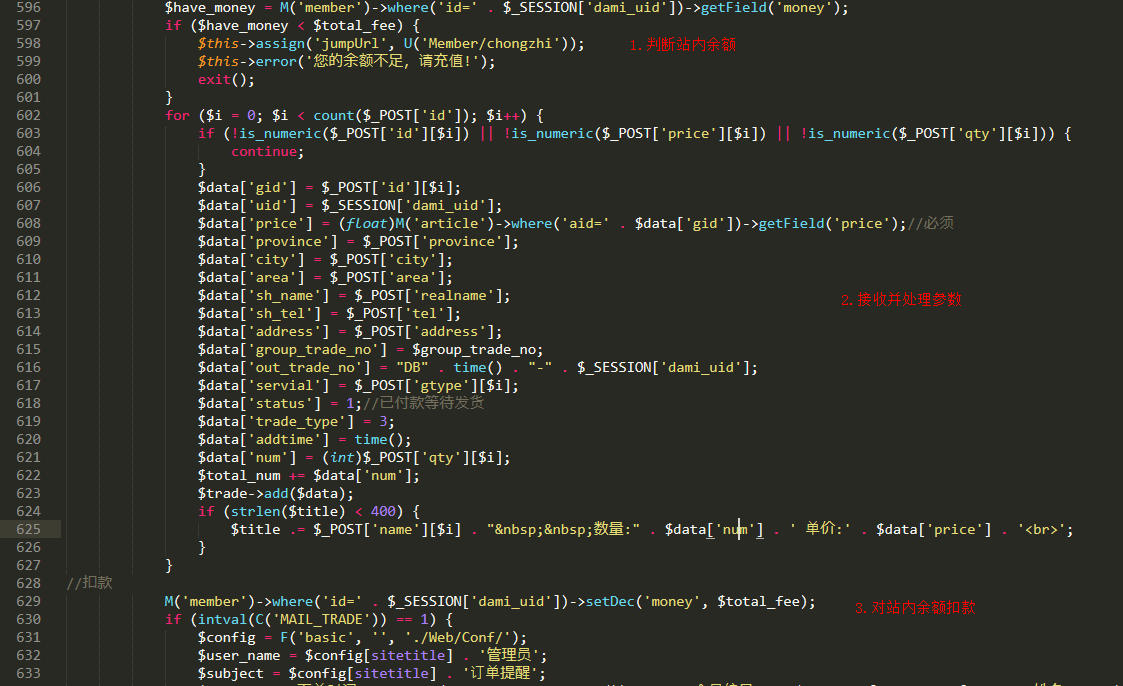 596 $have_money = M('member')->where('id=' . $_SESSION['dami_uid'])->getField('money');
597 if ($have_money < $total_fee) {
598 $this->assign('jumpUrl', U('Member/chongzhi')); 1.判断站内余额
599 $this->error('您的余额不足，请充值!');
600 exit();
601 }
602 for ($i = 0; $i < count($_POST['id']); $i++) {
603 if (!is_numeric($_POST['id'][$i]) || !is_numeric($_POST['price'][$i]) || !is_numeric($_POST['qty'][$i])) {
604 continue;
605 }
606 $data['gid'] = $_POST['id'][$i];
607 $data['uid'] = $_SESSION['dami_uid'];
608 $data['price'] = (float)M('article')->where('aid=' . $data['gid'])->getField('price');//必须
609 $data['province'] = $_POST['province'];
610 $data['city'] = $_POST['city'];
611 $data['area'] = $_POST['area'];
612 $data['sh_name'] = $_POST['realname']; 2.接收并处理参数
613 $data['sh_tel'] = $_POST['tel'];
614 $data['address'] = $_POST['address'];
615 $data['group_trade_no'] = $group_trade_no;
616 $data['out_trade_no'] = "DB" . time() . "-" . $_SESSION['dami_uid'];
617 $data['servial'] = $_POST['gtype'][$i];
618 $data['status'] = 1;//已付款等待发货
619 $data['trade_type'] = 3;
620 $data['addtime'] = time();
621 $data['num'] = (int)$_POST['qty'][$i];
622 $total_num += $data['num'];
623 $trade->add($data);
624 if (strlen($title) < 400) {
625 $title .= $_POST['name'][$i] . "&nbsp;&nbsp;数量:" . $data['num'] . ' 单价:' . $data['price'] . '<br>';
626 }
627 }
628 //扣款
629 M('member')->where('id=' . $_SESSION['dami_uid'])->setDec('money', $total_fee); 3.对站内余额扣款
630 if (intval(C('MAIL_TRADE')) == 1) {
631 $config = F('basic', '', './Web/Conf/');
632 $user_name = $config[sitetitle] . '管理员';
633 $subject = $config[sitetitle] . '订单提醒';